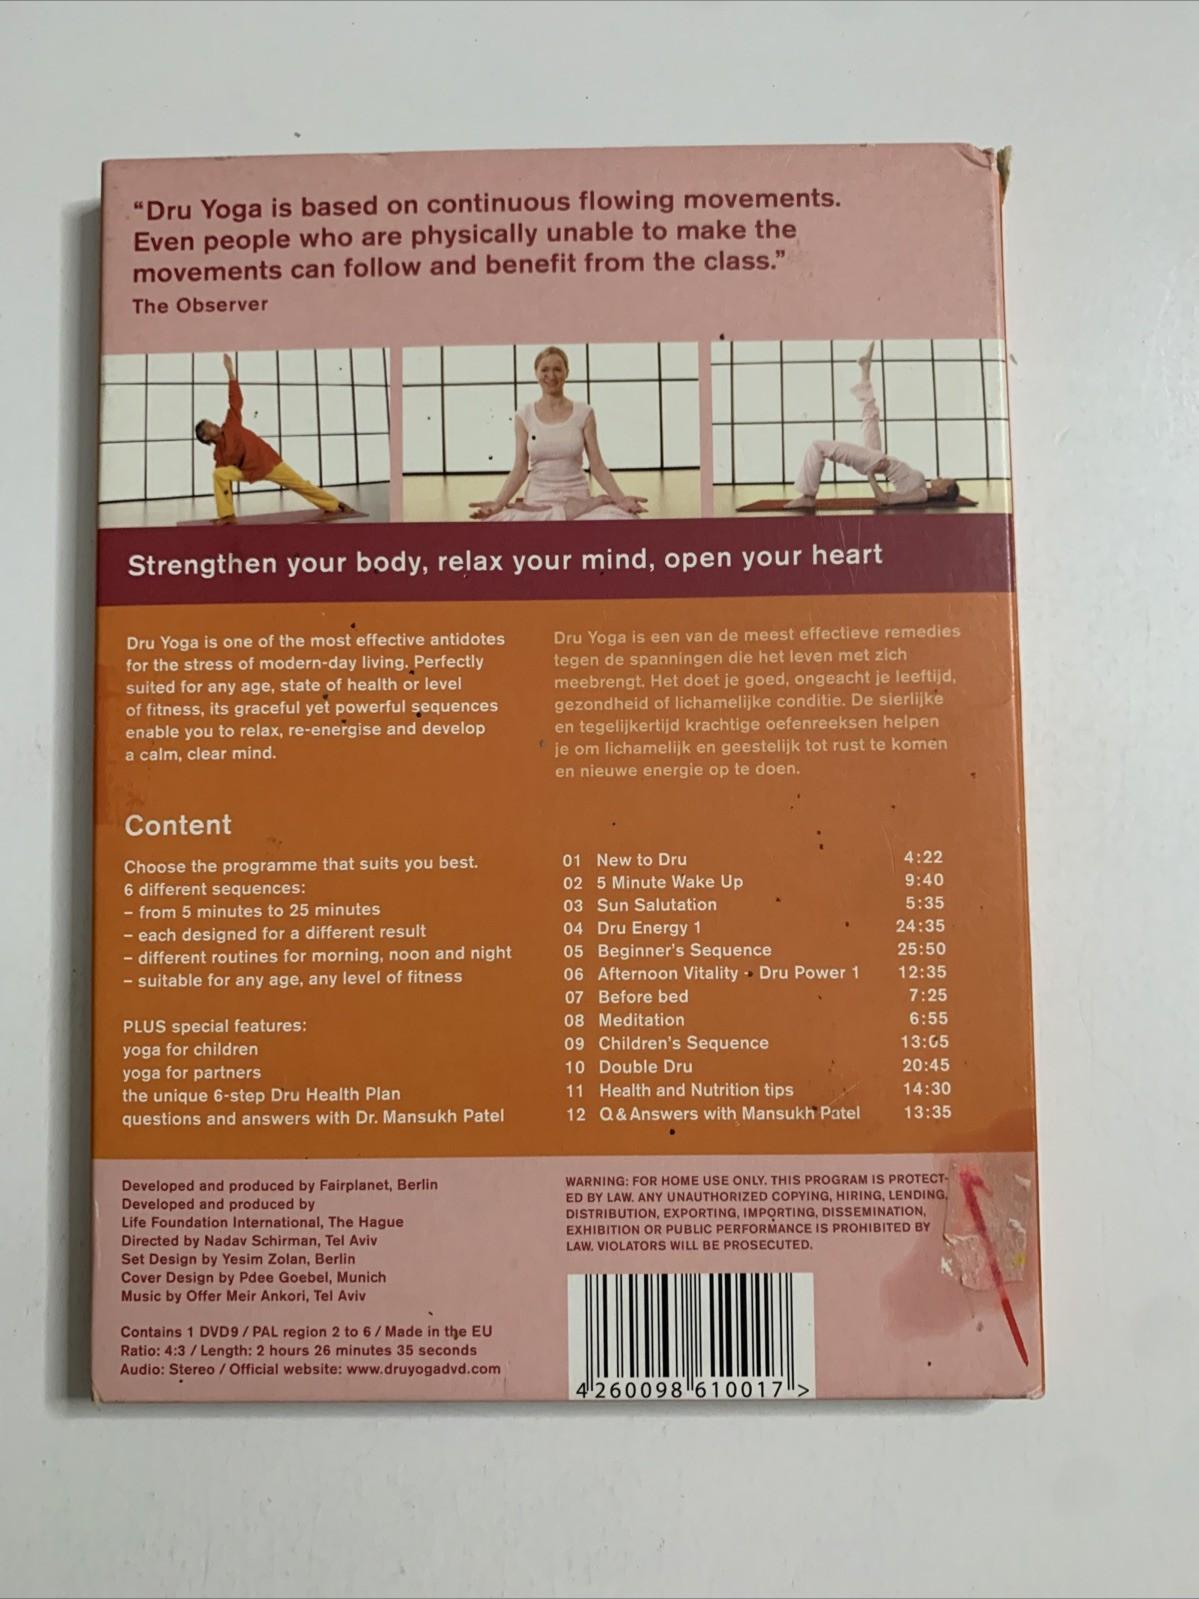 “Dru Yoga is based on continuous flowing movements.
Even people who are physically unable to make the
movements can follow and benefit from the class.”
The Observer
Strengthen your body, relax your mind, open your heart
Dru Yoga is one of the most effective antidotes
for the stress of modern-day living. Perfectly
suited for any age, state of health or level
of fitness, its graceful yet powerful sequences
enable you to relax, re-energise and develop
a calm, clear mind.
Dru Yoga is een van de meest effectieve remedies
tegen de spanningen die het leven met zich
meebrengt. Het doet je goed, ongeacht je leeftijd,
gezondheid of lichamelijke conditie. De sierlijke
en tegelijkertijd krachtige oefenreeksen helpen
je om lichamelijk en geestelijk tot rust te komen
en nieuwe energie op te doen.
Content
Choose the programme that suits you best.
6 different sequences:
– from 5 minutes to 25 minutes
– each designed for a different result
– different routines for morning, noon and night
– suitable for any age, any level of fitness
PLUS special features:
yoga for children
yoga for partners
the unique 6-step Dru Health Plan
questions and answers with Dr. Mansukh Patel
01 New to Dru 4:22
02 5 Minute Wake Up 9:40
03 Sun Salutation 5:35
04 Dru Energy 1 24:35
05 Beginner's Sequence 25:50
06 Afternoon Vitality - Dru Power 1 12:35
07 Before bed 7:25
08 Meditation 6:55
09 Children's Sequence 13:05
10 Double Dru 20:45
11 Health and Nutrition tips 14:30
12 Q & Answers with Mansukh Patel 13:35
Developed and produced by Fairplanet, Berlin
Developed and produced by
Life Foundation International, The Hague
Directed by Nadav Schirman, Tel Aviv
Set Design by Yesim Zolan, Berlin
Cover Design by Pdee Goebel, Munich
Music by Offer Meir Ankori, Tel Aviv
Contains 1 DVD9 / PAL region 2 to 6 / Made in the EU
Ratio: 4:3 / Length: 2 hours 26 minutes 35 seconds
Audio: Stereo / Official website: www.druyogadvd.com
WARNING: FOR HOME USE ONLY. THIS PROGRAM IS PROTECT-
ED BY LAW. ANY UNAUTHORIZED COPYING, HIRING, LENDING,
DISTRIBUTION, EXPORTING, IMPORTING, DISSEMINATION,
EXHIBITION OR PUBLIC PERFORMANCE IS PROHIBITED BY
LAW. VIOLATORS WILL BE PROSECUTED.
4 260098 610017 >